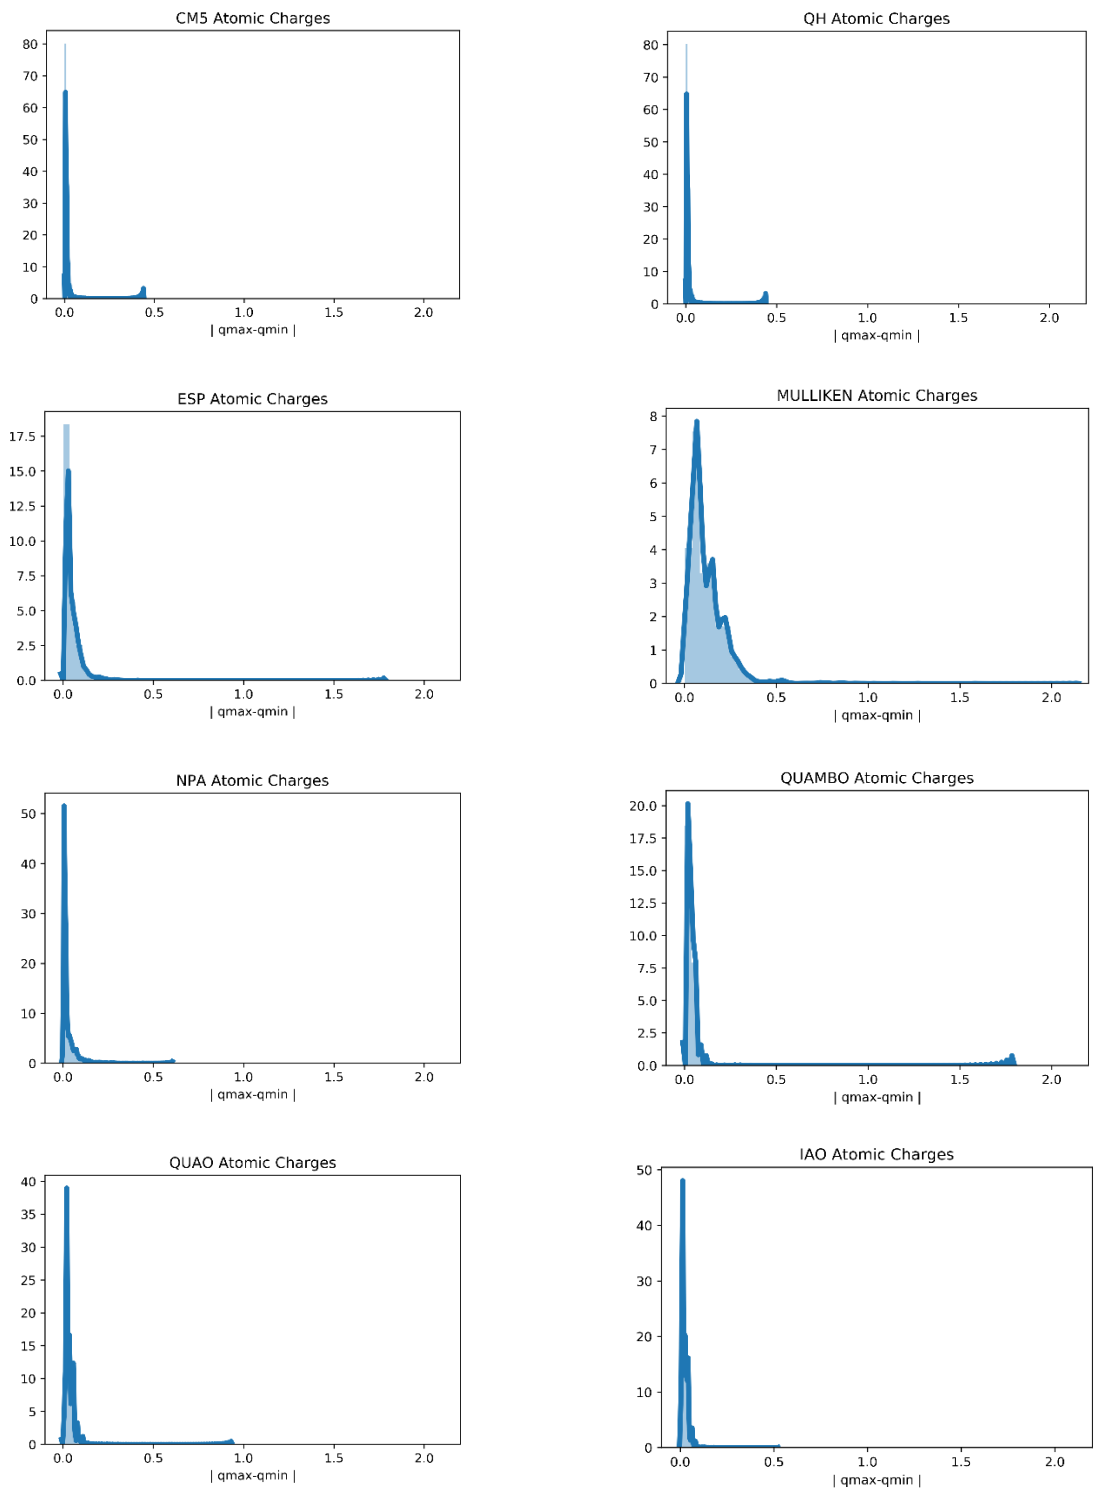 CM5 Atomic Charges
80
70
60
50
40
30
20
10
0
0.0 0.5 1.0 1.5 2.0
| qmax-qmin |
QH Atomic Charges
80
70
60
50
40
30
20
10
0
0.0 0.5 1.0 1.5 2.0
| qmax-qmin |
ESP Atomic Charges
17.5
15.0
12.5
10.0
7.5
5.0
2.5
0.0
0.0 0.5 1.0 1.5 2.0
| qmax-qmin |
MULLIKEN Atomic Charges
8
7
6
5
4
3
2
1
0
0.0 0.5 1.0 1.5 2.0
| qmax-qmin |
NPA Atomic Charges
50
40
30
20
10
0
0.0 0.5 1.0 1.5 2.0
| qmax-qmin |
QUAMBO Atomic Charges
20.0
17.5
15.0
12.5
10.0
7.5
5.0
2.5
0.0
0.0 0.5 1.0 1.5 2.0
| qmax-qmin |
QUAO Atomic Charges
40
35
30
25
20
15
10
5
0
0.0 0.5 1.0 1.5 2.0
| qmax-qmin |
IAO Atomic Charges
50
40
30
20
10
0
0.0 0.5 1.0 1.5 2.0
| qmax-qmin |